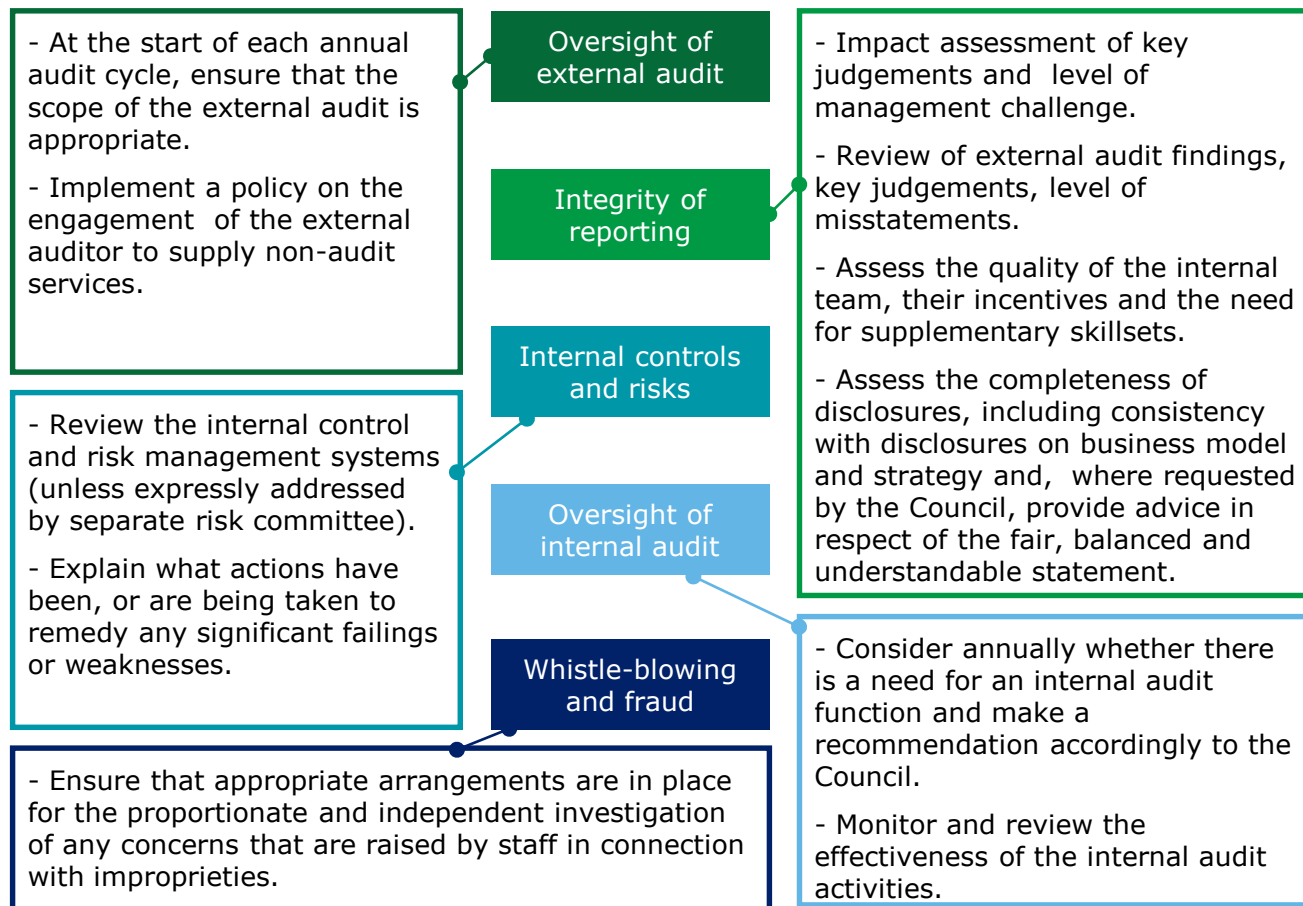 - At the start of each annual
audit cycle, ensure that the
scope of the external audit is
appropriate.
- Implement a policy on the
engagement  of the external
auditor to supply non-audit
services.
Oversight of
external audit
- Impact assessment of key
judgements and  level of
management challenge.
- Review of external audit findings,
key judgements, level of
misstatements.
- Assess the quality of the internal
team, their incentives and the need
for supplementary skillsets.
- Assess the completeness of
disclosures, including consistency
with disclosures on business model
and strategy and,  where requested
by the Council, provide advice in
respect of the fair, balanced and
understandable statement.
Integrity of
reporting
Internal controls
and risks
- Review the internal control
and risk management systems
(unless expressly addressed
by separate risk committee).
- Explain what actions have
been, or are being taken to
remedy any significant failings
or weaknesses.
Oversight of
internal audit
- Consider annually whether there
is a need for an internal audit
function and make a
recommendation accordingly to the
Council.
- Monitor and review the
effectiveness of the internal audit
activities.
Whistle-blowing
and fraud
- Ensure that appropriate arrangements are in place
for the proportionate and independent investigation
of any concerns that are raised by staff in connection
with improprieties.